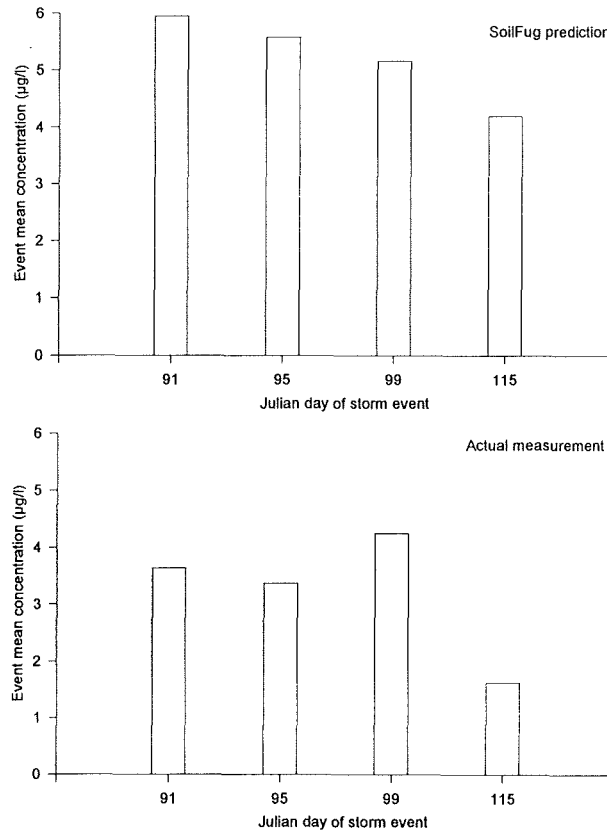 SoilFug prediction
Event mean concentration (µg/l)
6
5
4
3
2
1
0
91 95 99 115
Julian day of storm event
Actual measurement
Event mean concentration (µg/l)
6
5
4
3
2
1
0
91 95 99 115
Julian day of storm event